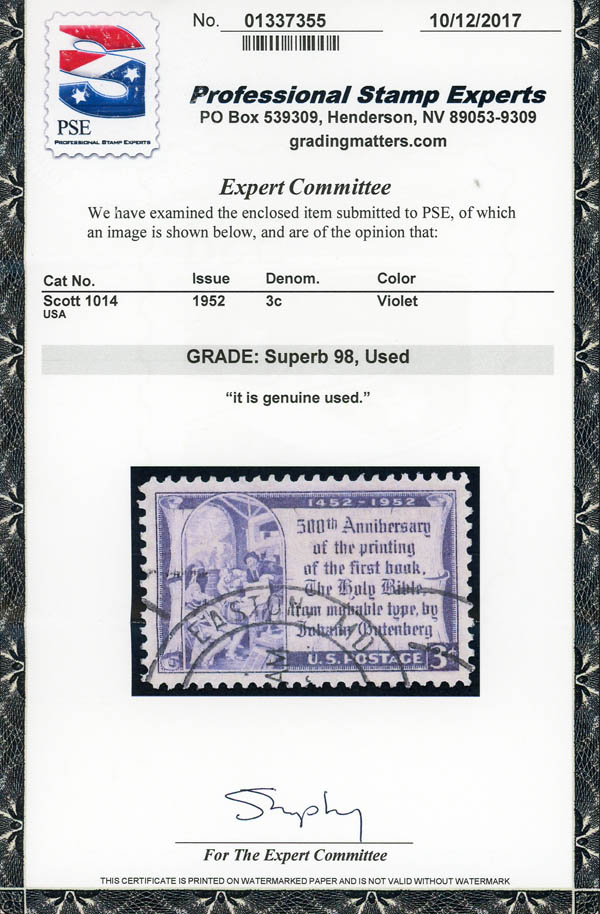 PSE
PROFESSIONAL STAMP EXPERTS
No. 01337355 10/12/2017
Professional Stamp Experts
PO Box 539309, Henderson, NV 89053-9309
gradingmatters.com
Expert Committee
We have examined the enclosed item submitted to PSE, of which
an image is shown below, and are of the opinion that:
Cat No. Issue Denom. Color
Scott 1014 1952 3c Violet
USA
GRADE: Superb 98, Used
“it is genuine used.”
1452-1952
500th Anniversary
of the printing
of the first book,
The Holy Bible,
from movable type, by
Johann Gutenberg
U.S. POSTAGE 3¢
EASTON, MD
AM
For The Expert Committee
THIS CERTIFICATE IS PRINTED ON WATERMARKED PAPER AND IS NOT VALID WITHOUT WATERMARK